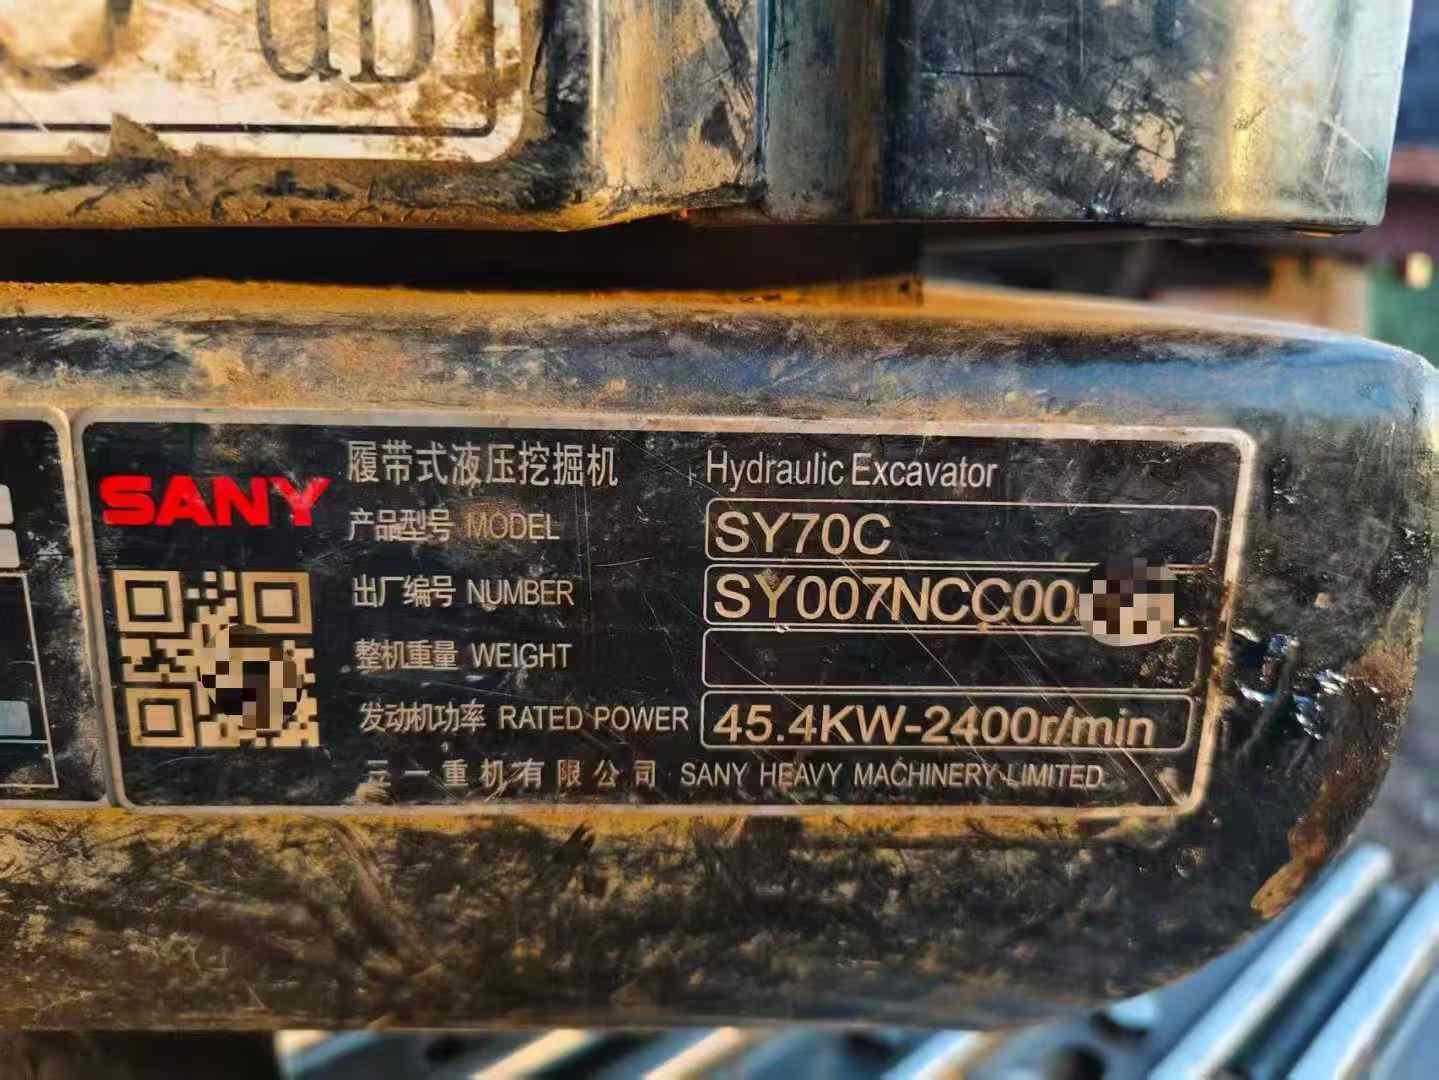 dB
SANY
履带式液压挖掘机 Hydraulic Excavator
产品型号 MODEL SY70C
出厂编号 NUMBER SY007NCC00
整机重量 WEIGHT
发动机功率 RATED POWER 45.4KW-2400r/min
三一重机有限公司 SANY HEAVY MACHINERY LIMITED